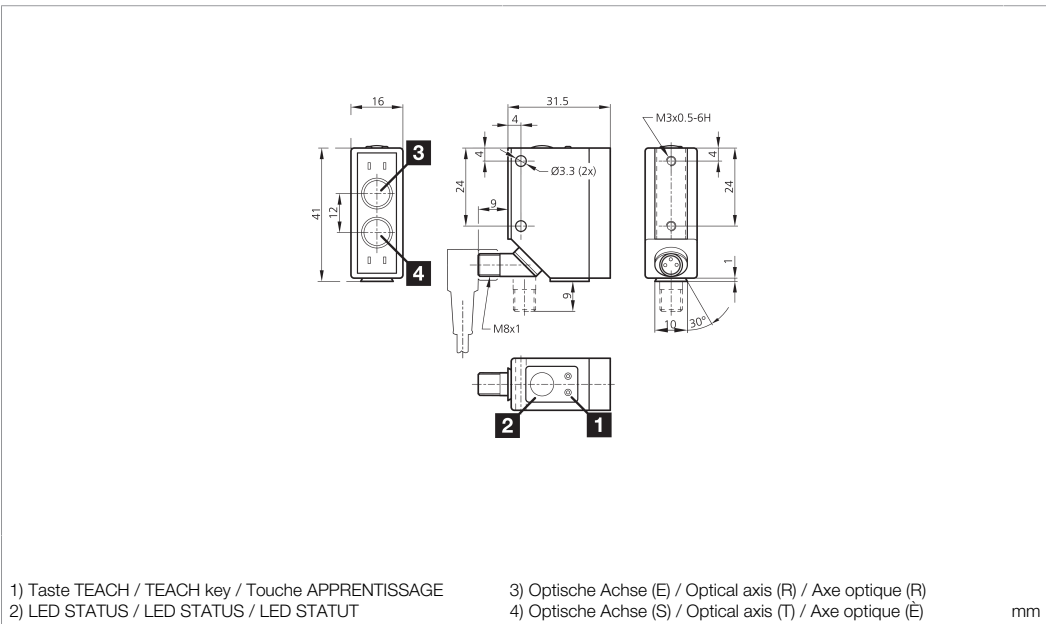 16
31.5
4
M3x0.5-6H
3
4
Ø3.3 (2x)
4
24
24
41
12
9
4
1
9
M8x1
10
30°
2
1
1) Taste TEACH / TEACH key / Touche APPRENTISSAGE
2) LED STATUS / LED STATUS / LED STATUT
3) Optische Achse (E) / Optical axis (R) / Axe optique (R)
4) Optische Achse (S) / Optical axis (T) / Axe optique (È)
mm